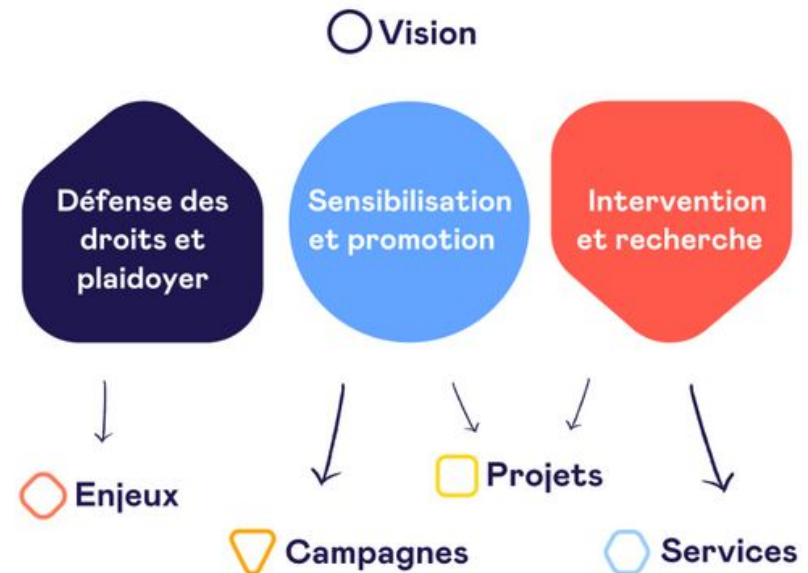 Vision
Défense des
droits et
plaidoyer
Sensibilisation
et promotion
Intervention
et recherche
Enjeux
Projets
Campagnes
Services